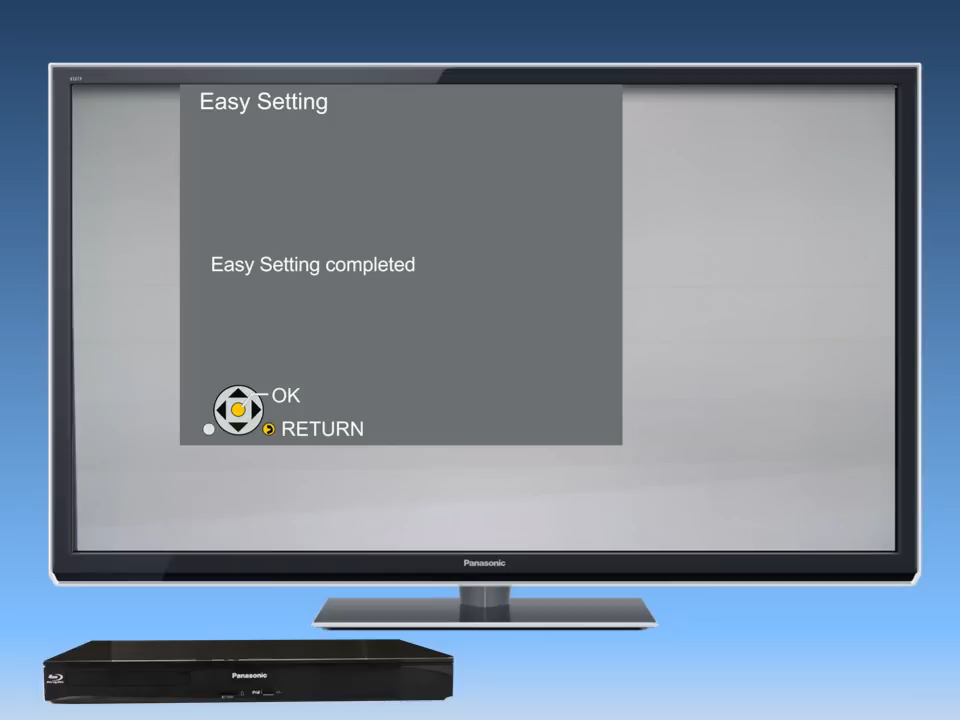 Easy Setting
Easy Setting completed
OK
RETURN
Panasonic
Panasonic